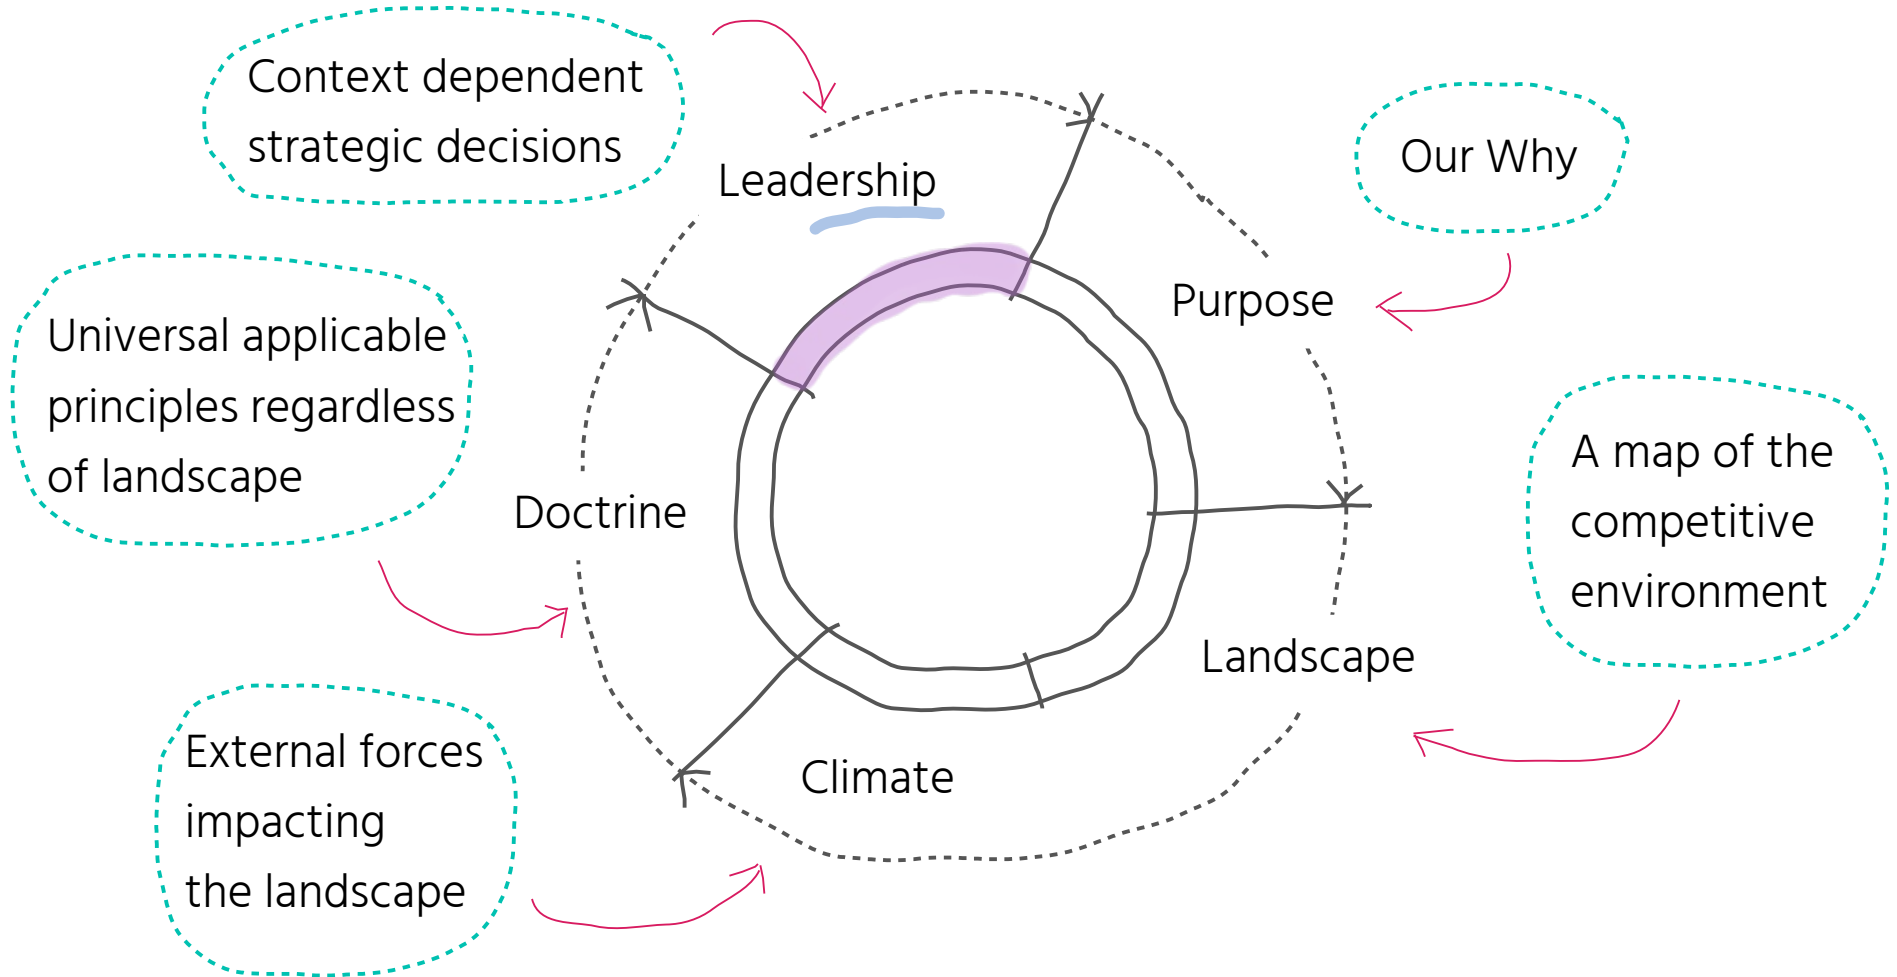 Context dependent
strategic decisions
Leadership
Our Why
Purpose
Universal applicable
principles regardless
of landscape
Doctrine
A map of the
competitive
environment
Landscape
External forces
impacting
the landscape
Climate